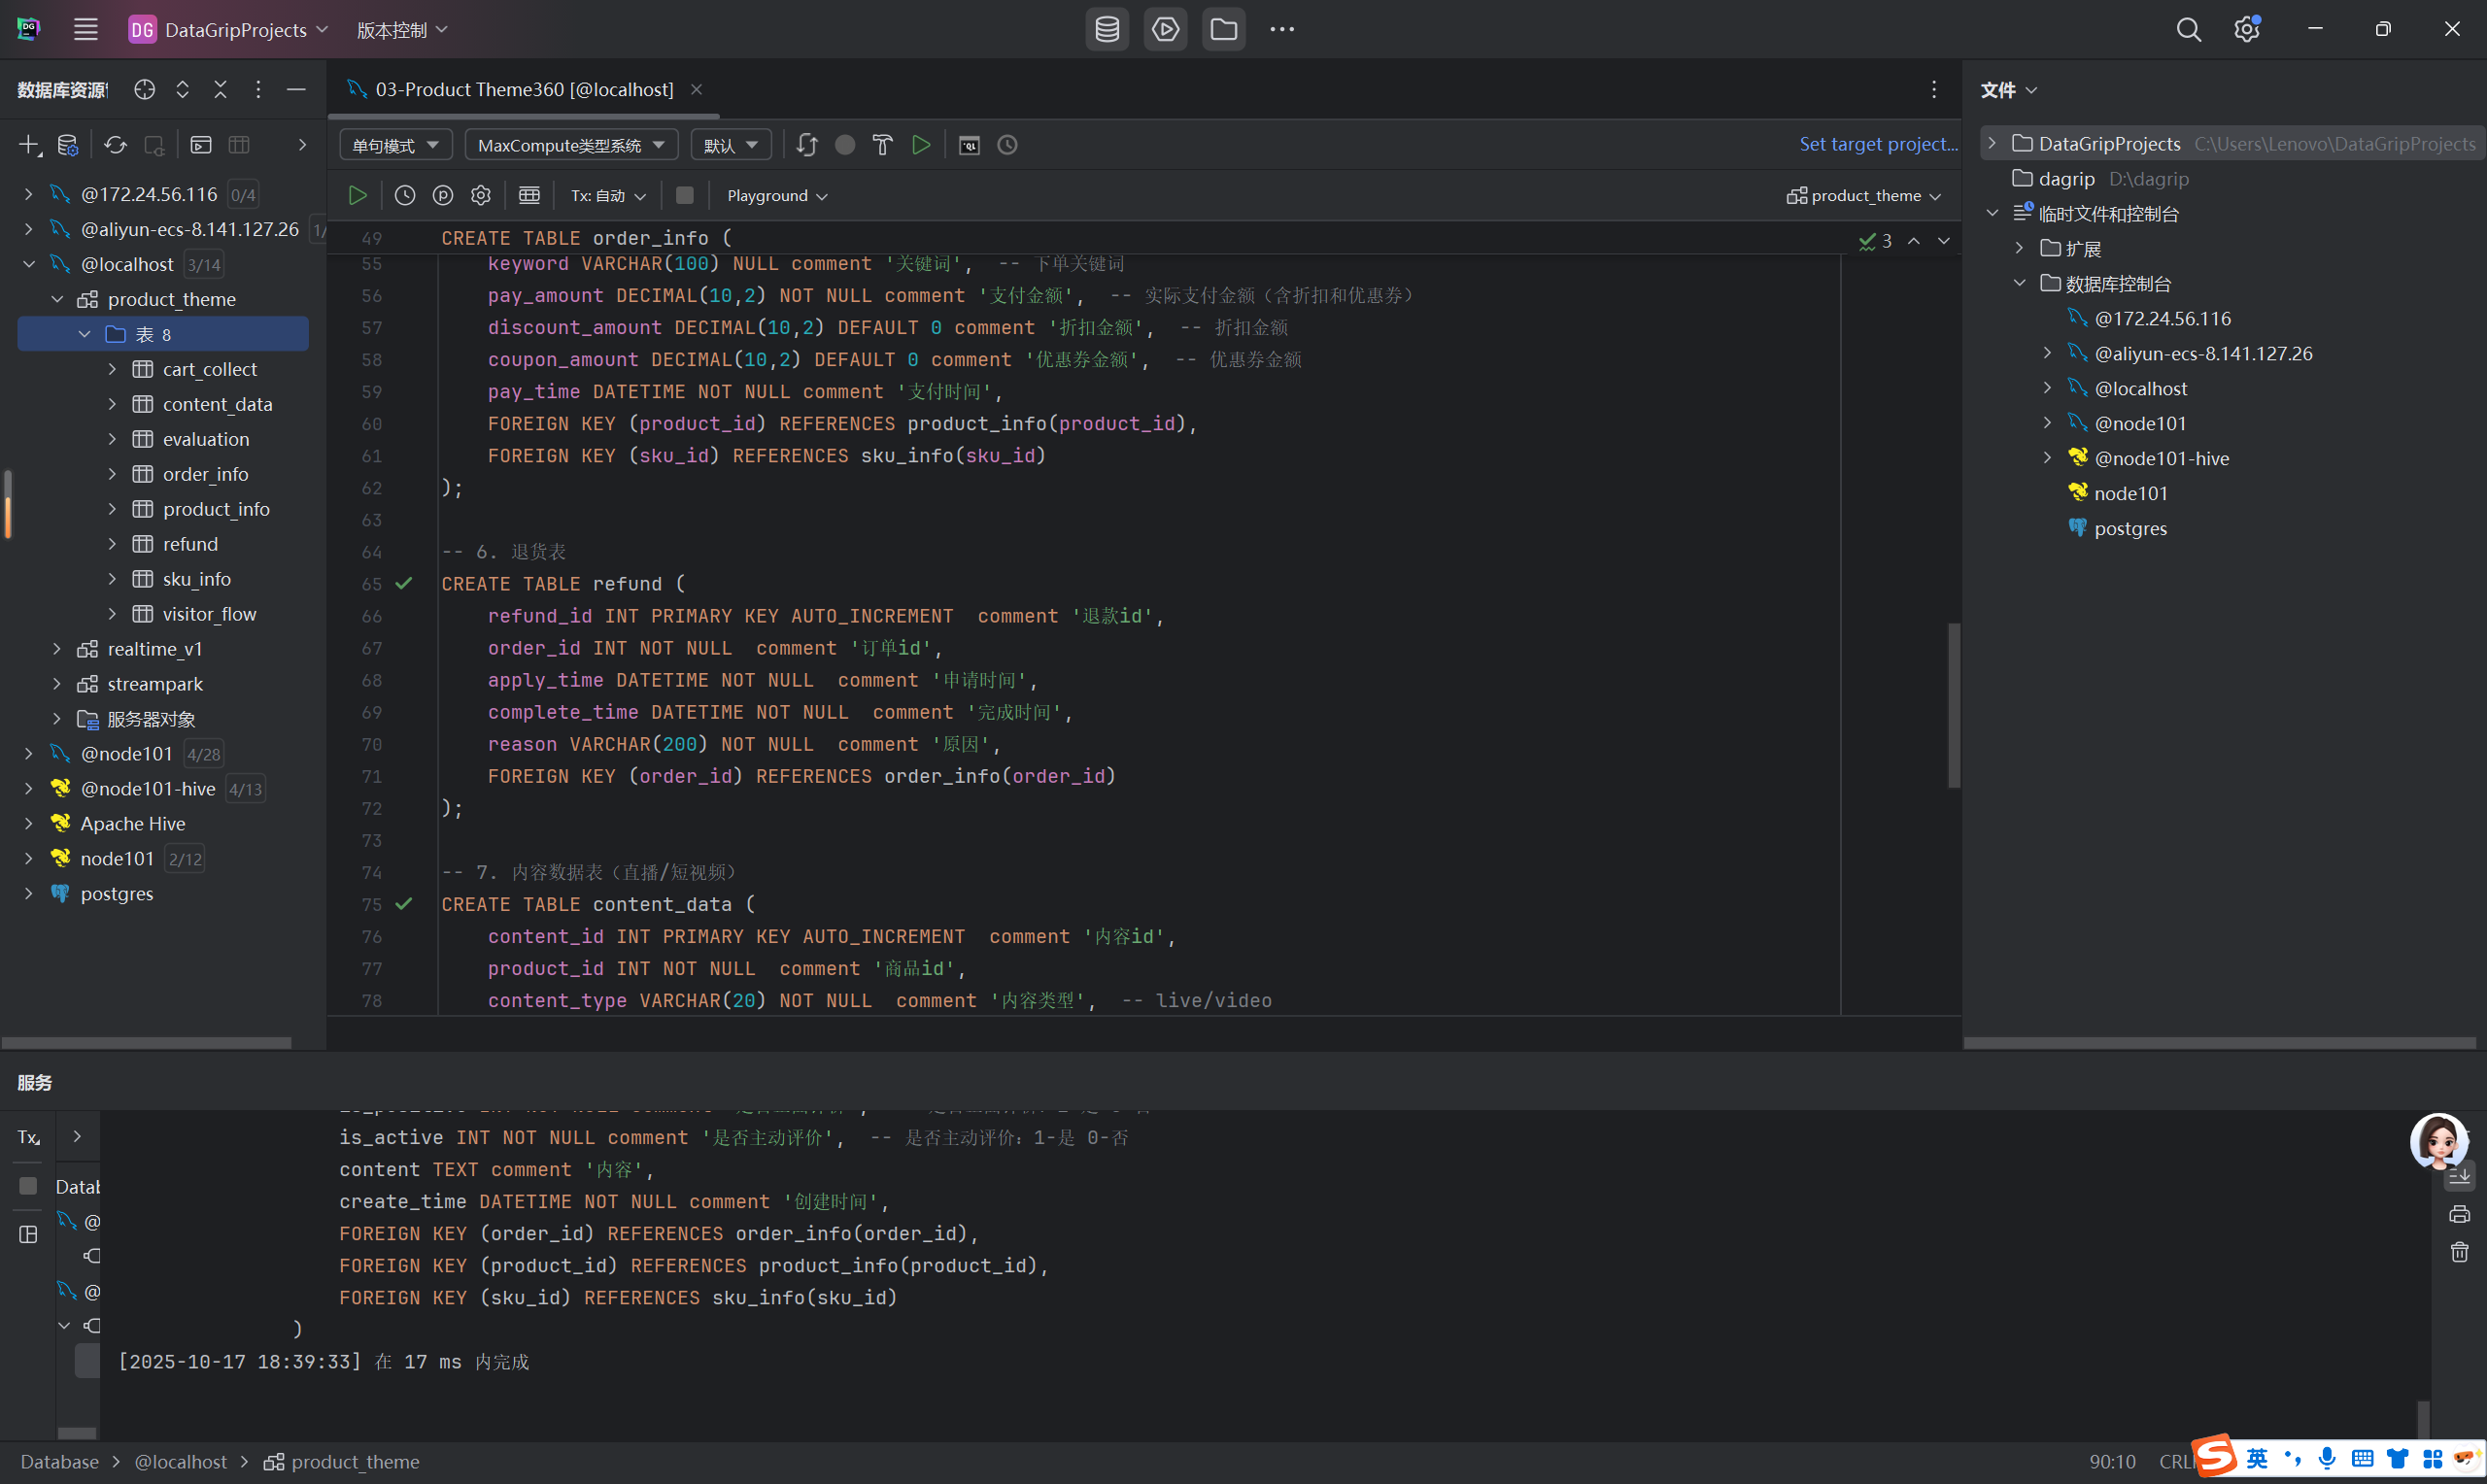 DG DataGripProjects 版本控制
数据库资源
03-Product Theme360 [@localhost]
文件
单句模式 MaxCompute类型系统 默认 Set target project...
Tx: 自动 Playground product_theme
@172.24.56.116 0/4
@aliyun-ecs-8.141.127.26 1/
@localhost 3/14
product_theme
表 8
cart_collect
content_data
evaluation
order_info
product_info
refund
sku_info
visitor_flow
realtime_v1
streampark
服务器对象
@node101 4/28
@node101-hive 4/13
Apache Hive
node101 2/12
postgres
49 CREATE TABLE order_info (
3
55 keyword VARCHAR(100) NULL comment '关键词', -- 下单关键词
56 pay_amount DECIMAL(10,2) NOT NULL comment '支付金额', -- 实际支付金额（含折扣和优惠券）
57 discount_amount DECIMAL(10,2) DEFAULT 0 comment '折扣金额', -- 折扣金额
58 coupon_amount DECIMAL(10,2) DEFAULT 0 comment '优惠券金额', -- 优惠券金额
59 pay_time DATETIME NOT NULL comment '支付时间',
60 FOREIGN KEY (product_id) REFERENCES product_info(product_id),
61 FOREIGN KEY (sku_id) REFERENCES sku_info(sku_id)
62 );
63
64 -- 6. 退货表
65 CREATE TABLE refund (
66 refund_id INT PRIMARY KEY AUTO_INCREMENT  comment '退款id',
67 order_id INT NOT NULL  comment '订单id',
68 apply_time DATETIME NOT NULL  comment '申请时间',
69 complete_time DATETIME NOT NULL  comment '完成时间',
70 reason VARCHAR(200) NOT NULL  comment '原因',
71 FOREIGN KEY (order_id) REFERENCES order_info(order_id)
72 );
73
74 -- 7. 内容数据表（直播/短视频）
75 CREATE TABLE content_data (
76 content_id INT PRIMARY KEY AUTO_INCREMENT  comment '内容id',
77 product_id INT NOT NULL  comment '商品id',
78 content_type VARCHAR(20) NOT NULL  comment '内容类型', -- live/video
DataGripProjects C:\Users\Lenovo\DataGripProjects
dagrip D:\dagrip
临时文件和控制台
扩展
数据库控制台
@172.24.56.116
@aliyun-ecs-8.141.127.26
@localhost
@node101
@node101-hive
node101
postgres
服务
Tx
Datab
@
@
is_active INT NOT NULL comment '是否主动评价', -- 是否主动评价：1-是 0-否
content TEXT comment '内容',
create_time DATETIME NOT NULL comment '创建时间',
FOREIGN KEY (order_id) REFERENCES order_info(order_id),
FOREIGN KEY (product_id) REFERENCES product_info(product_id),
FOREIGN KEY (sku_id) REFERENCES sku_info(sku_id)
)
[2025-10-17 18:39:33] 在 17 ms 内完成
Database @localhost product_theme
90:10 CRL
英